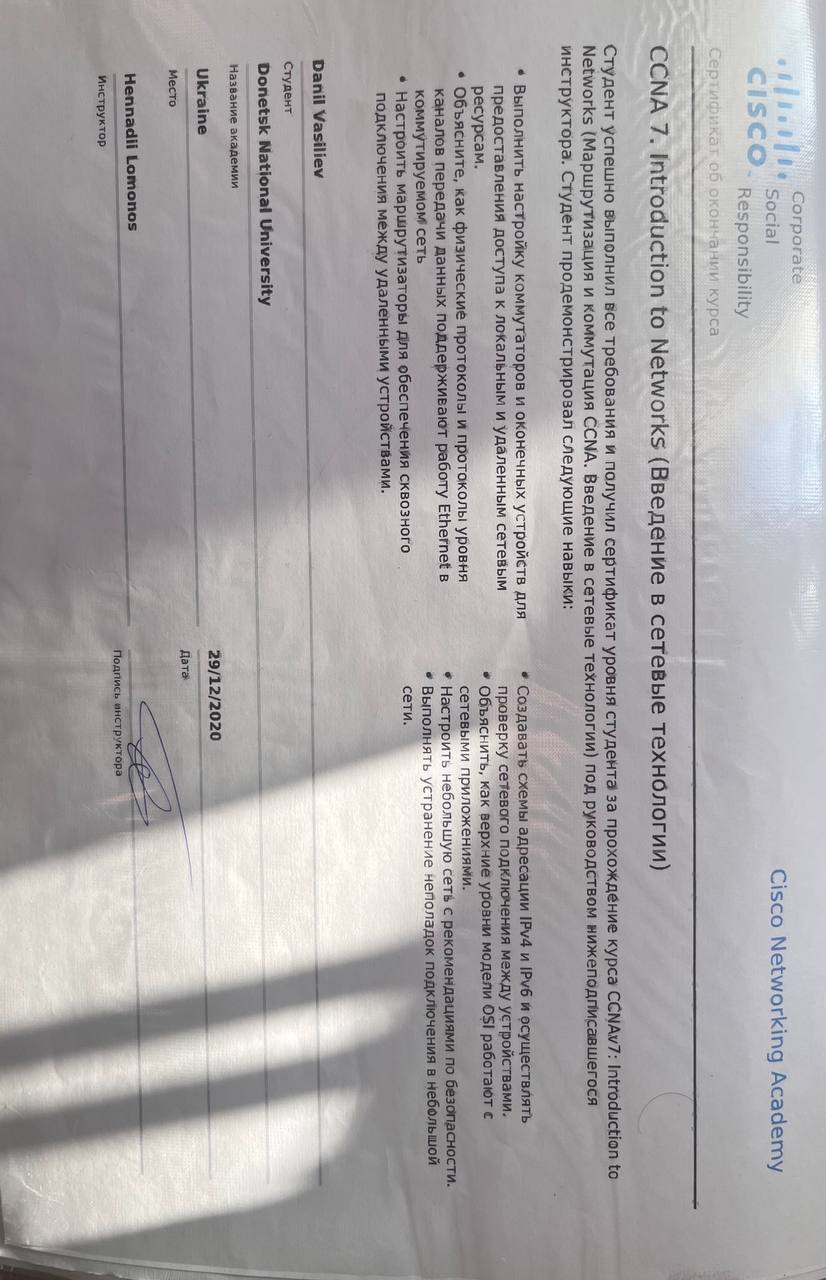 Corporate
Social
Responsibility
CISCO
Cisco Networking Academy
Сертификат об окончании курса
CCNA 7. Introduction to Networks (Введение в сетевые технологии)
Студент успешно выполнил все требования и получил сертификат уровня студента за прохождение курса CCNAv7: Introduction to
Networks (Маршрутизация и коммутация CCNA. Введение в сетевые технологии) под руководством нижеподписавшегося
инструктора. Студент продемонстрировал следующие навыки:
• Выполнить настройку коммутаторов и оконечных устройств для
предоставления доступа к локальным и удаленным сетевым
ресурсам.
• Объясните, как физические протоколы и протоколы уровня
каналов передачи данных поддерживают работу Ethernet в
коммутируемом сеть
• Настроить маршрутизаторы для обеспечения сквозного
подключения между удаленными устройствами.
• Создавать схемы адресации IPv4 и IPv6 и осуществлять
проверку сетевого подключения между устройствами.
• Объяснить, как верхние уровни модели OSI работают с
сетевыми приложениями.
• Настроить небольшую сеть с рекомендациями по безопасности.
• Выполнять устранение неполадок подключения в небольшой
сети.
Danil Vasiliev
Студент
Donetsk National University
Название академии
Ukraine
Место
29/12/2020
Дата
Hennadii Lomonos
Инструктор
Подпись инструктора